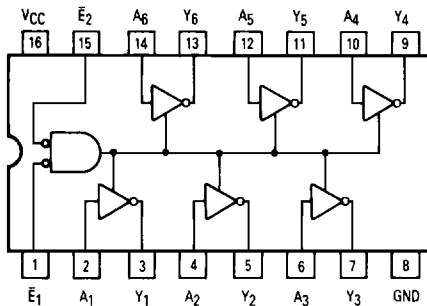 V_CC Ē₂ A₆ Y₆ A₅ Y₅ A₄ Y₄
16 15 14 13 12 11 10 9
1 2 3 4 5 6 7 8
Ē₁ A₁ Y₁ A₂ Y₂ A₃ Y₃ GND